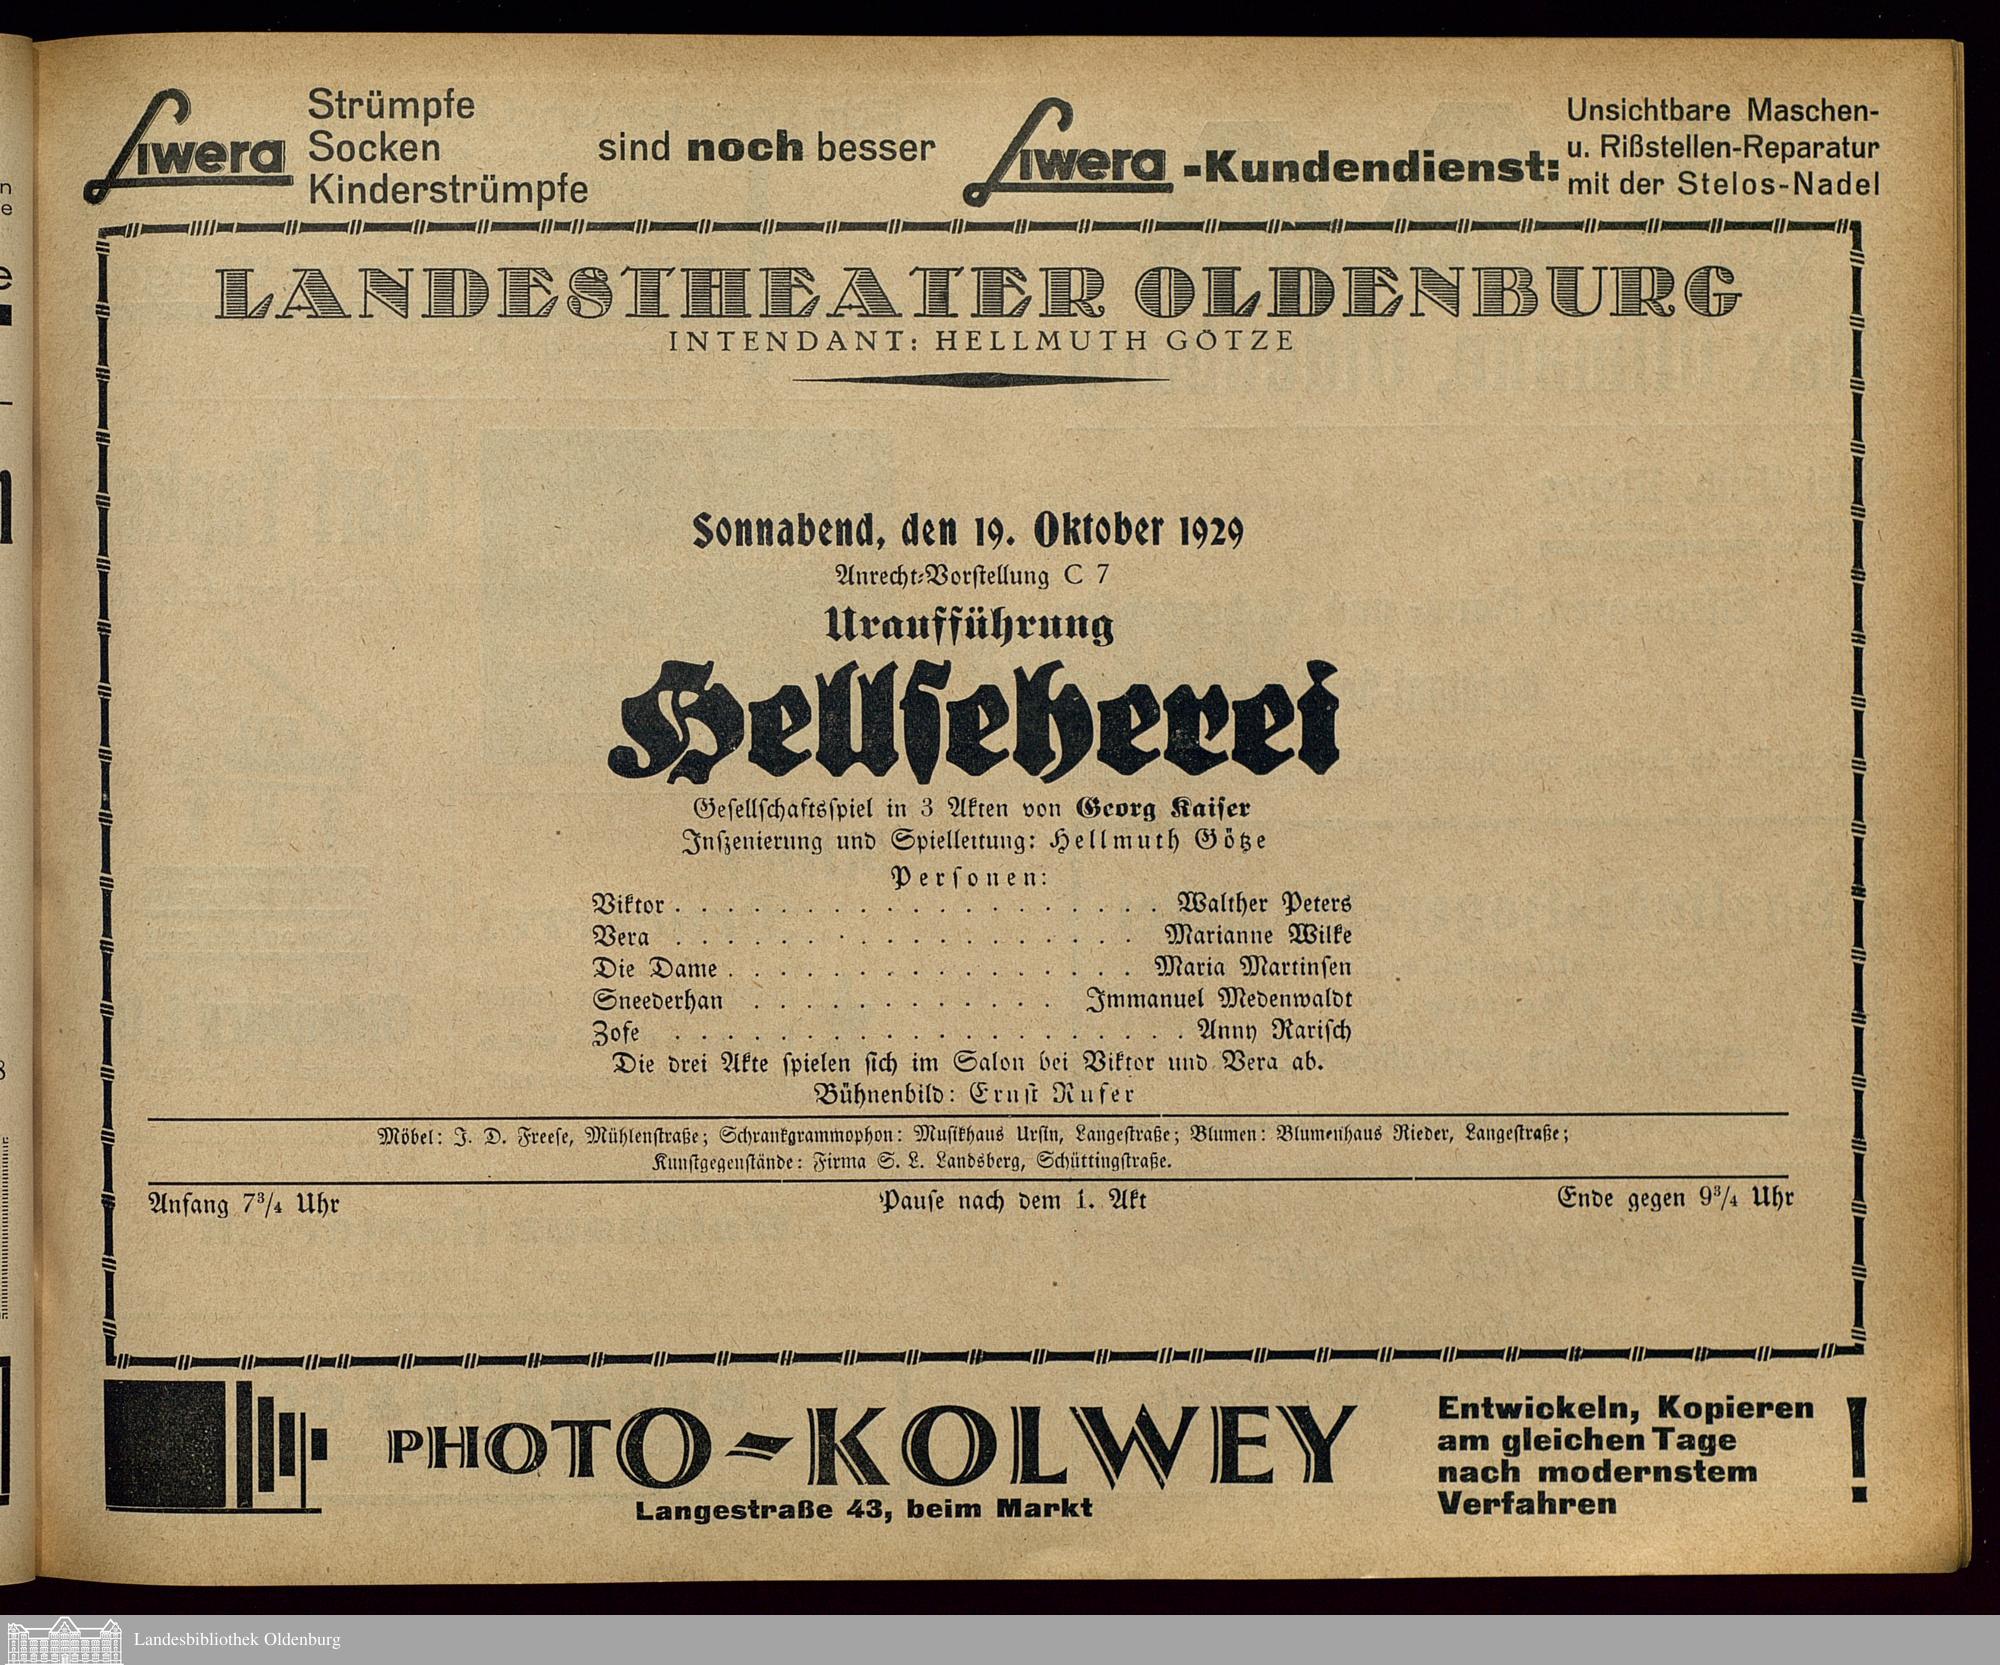 Liwera Strümpfe
Socken
Kinderstrümpfe
sind noch besser
Liwera-Kundendienst:
Unsichtbare Maschen-
u. Rißstellen-Reparatur
mit der Stelos-Nadel
LANDESTHEATER OLDENBURG
INTENDANT: HELLMUTH GÖTZE
Sonnabend, den 19. Oktober 1929
Anrecht-Vorstellung C 7
Uraufführung
Hellseherei
Gesellschaftsspiel in 3 Akten von Georg Kaiser
Inszenierung und Spielleitung: Hellmuth Götze
Personen:
Viktor . . . . . . . . . . . . . . . . . . . Walther Peters
Vera . . . . . . . . . . . . . . . . . . Marianne Wilke
Die Dame . . . . . . . . . . . . . . . . Maria Martinsen
Sneederhan . . . . . . . . . . . . Immanuel Medenwaldt
Zofe . . . . . . . . . . . . . . . . . . . . Anny Rarisch
Die drei Akte spielen sich im Salon bei Viktor und Vera ab.
Bühnenbild: Ernst Rufer
Möbel: J. D. Freese, Mühlenstraße; Schrankgrammophon: Musikhaus Ursin, Langestraße; Blumen: Blumenhaus Rieder, Langestraße;
Kunstgegenstände: Firma S. L. Landsberg, Schüttingstraße.
Anfang 7¾ Uhr Pause nach dem 1. Akt Ende gegen 9¾ Uhr
PHOTO-KOLWEY
Langestraße 43, beim Markt
Entwickeln, Kopieren
am gleichen Tage
nach modernstem
Verfahren !
Landesbibliothek Oldenburg